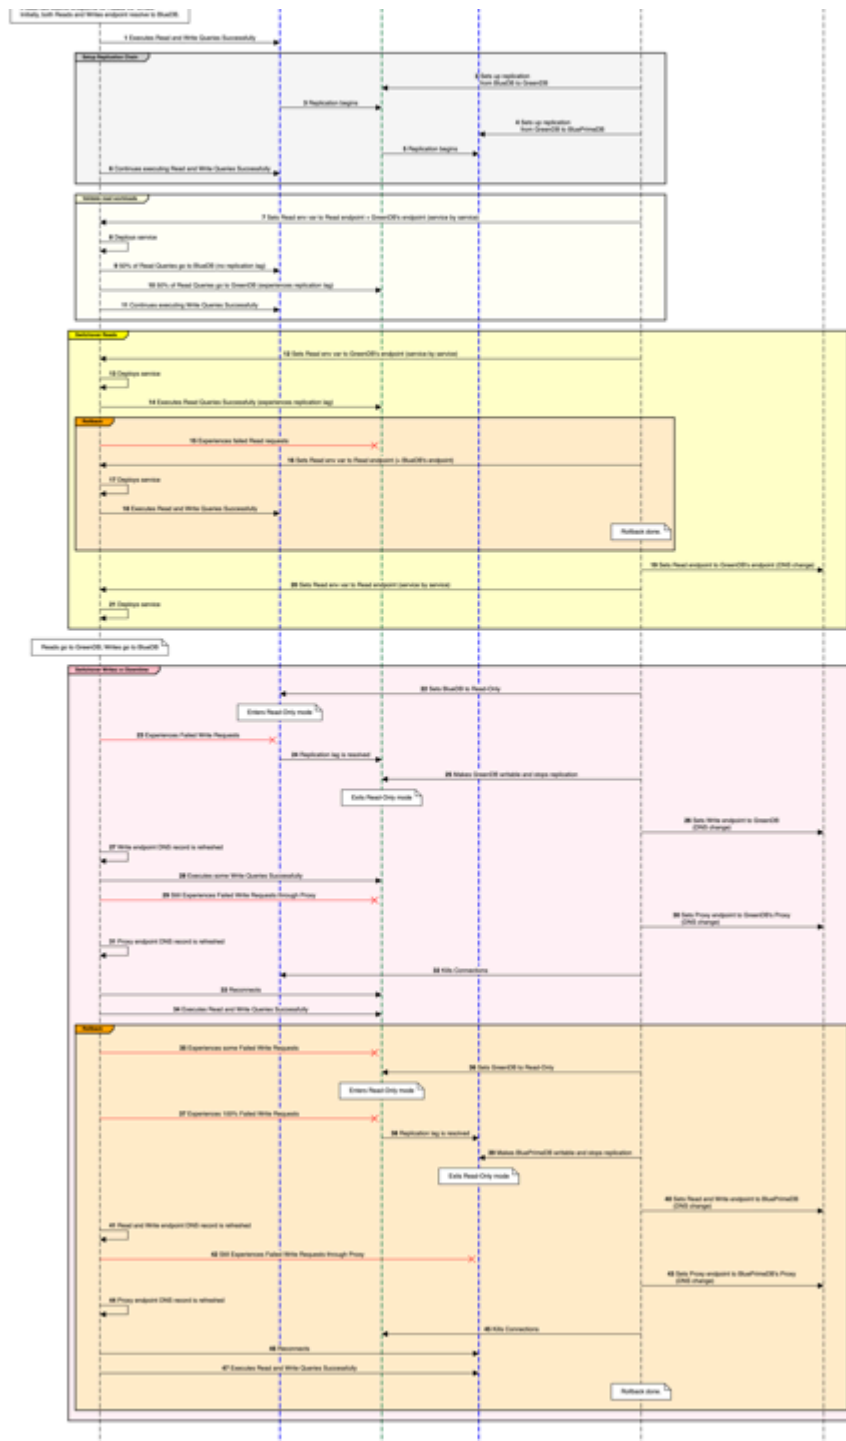 Initially, both Reads and Writes endpoint resolve to BlueDB.
1 Executes Read and Write Queries Successfully
Setup Replication Chain
2 Sets up replication
from BlueDB to GreenDB
3 Replication begins
4 Sets up replication
from GreenDB to BluePrimeDB
5 Replication begins
6 Continues executing Read and Write Queries Successfully
Validate read workloads
7 Sets Read env var to Read endpoint + GreenDB's endpoint (service by service)
8 Deploys service
9 50% of Read Queries go to BlueDB (no replication lag)
10 50% of Read Queries go to GreenDB (experiences replication lag)
11 Continues executing Write Queries Successfully
Switchover Reads
12 Sets Read env var to GreenDB's endpoint (service by service)
13 Deploys service
14 Executes Read Queries Successfully (experiences replication lag)
Rollback
15 Experiences failed Read requests
16 Sets Read env var to Read endpoint (= BlueDB's endpoint)
17 Deploys service
18 Executes Read and Write Queries Successfully
Rollback done.
19 Sets Read endpoint to GreenDB's endpoint (DNS change)
20 Sets Read env var to Read endpoint (service by service)
21 Deploys service
Reads go to GreenDB, Writes go to BlueDB
Switchover Writes
22 Sets BlueDB to Read-Only
Enters Read-Only mode
23 Experiences Failed Write Requests
24 Replication lag is resolved
25 Makes GreenDB writable and stops replication
Exits Read-Only mode
26 Sets Write endpoint to GreenDB
(DNS change)
27 Write endpoint DNS record is refreshed
28 Executes some Write Queries Successfully
29 Still Experiences Failed Write Requests through Proxy
30 Sets Proxy endpoint to GreenDB's Proxy
(DNS change)
31 Proxy endpoint DNS record is refreshed
32 Kills Connections
33 Reconnects
34 Executes Read and Write Queries Successfully
Rollback
35 Experiences some Failed Write Requests
36 Sets GreenDB to Read-Only
Enters Read-Only mode
37 Experiences 100% Failed Write Requests
38 Replication lag is resolved
39 Makes BluePrimeDB writable and stops replication
Exits Read-Only mode
40 Sets Read and Write endpoint to BluePrimeDB
(DNS change)
41 Read and Write endpoint DNS record is refreshed
42 Still Experiences Failed Write Requests through Proxy
43 Sets Proxy endpoint to BluePrimeDB's Proxy
(DNS change)
Proxy endpoint DNS record is refreshed
Kills Connections
Reconnects
47 Executes Read and Write Queries Successfully
Rollback done.